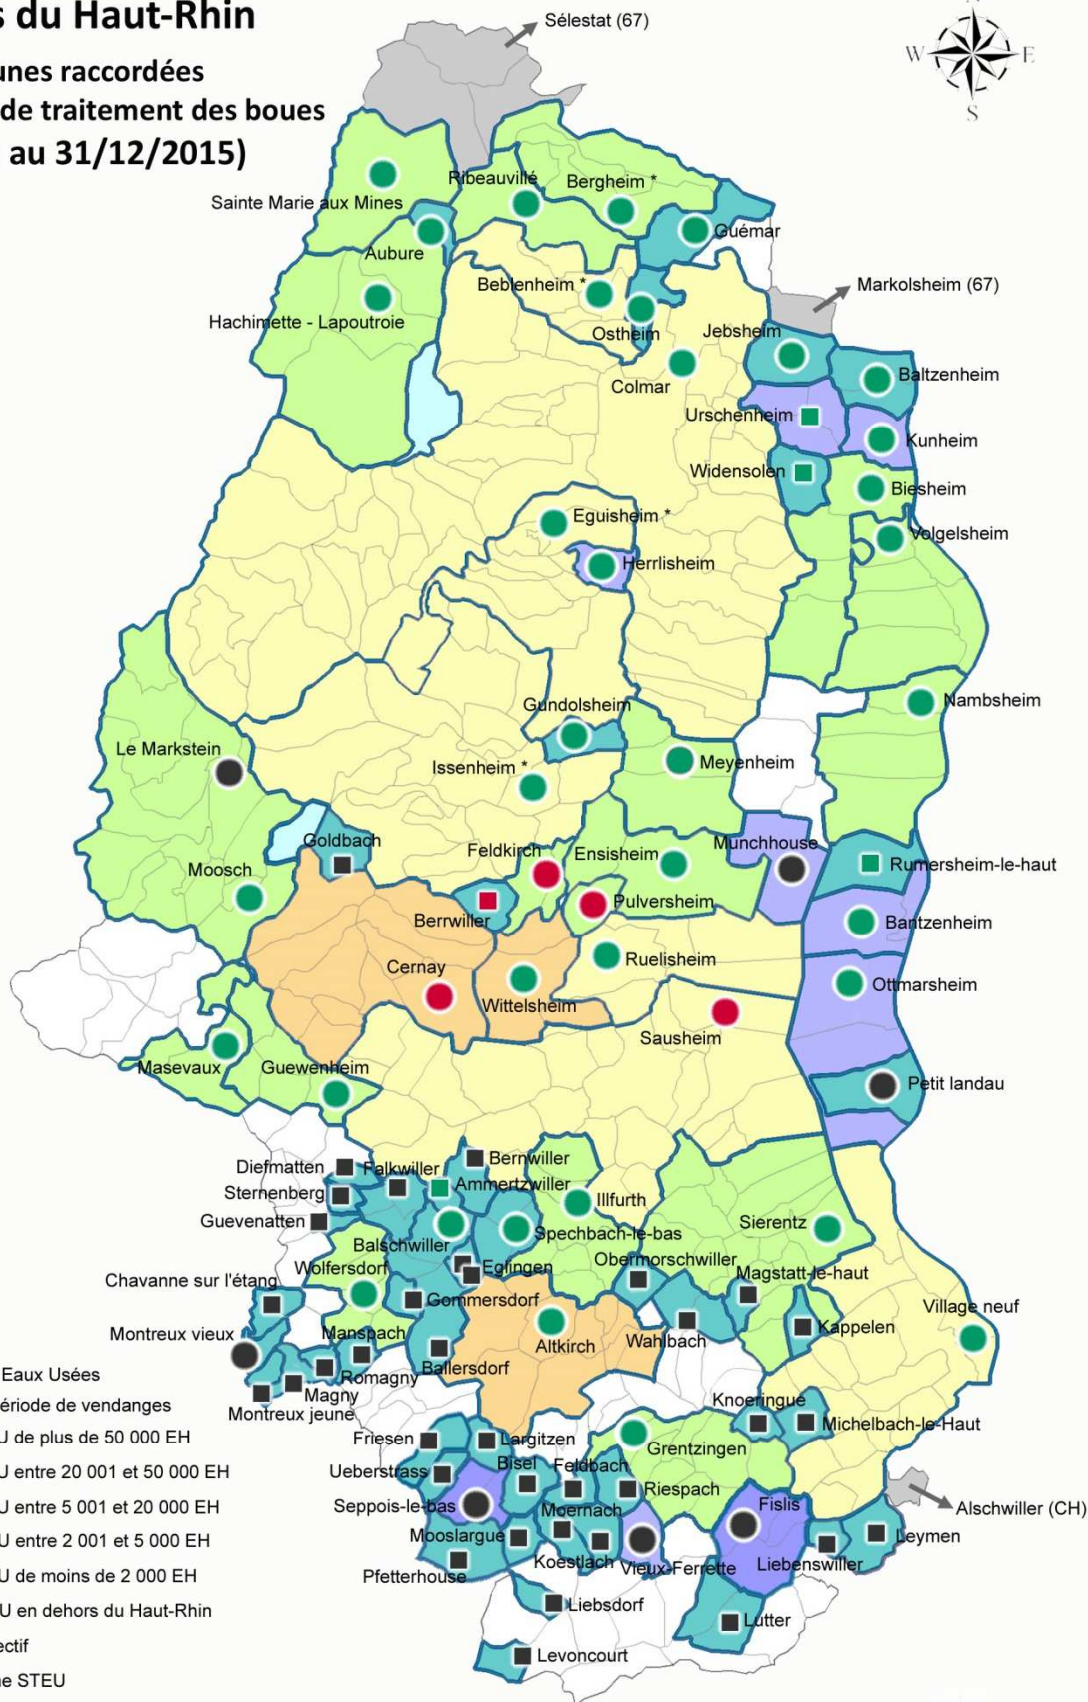 s du Haut-Rhin
unes raccordées
de traitement des boues
au 31/12/2015)
Sélestat (67)
W E
S
Sainte Marie aux Mines
Ribeauvillé
Bergheim *
Aubure
Guémar
Beblenheim *
Markolsheim (67)
Hachimette - Lapoutroie
Ostheim
Jebsheim
Colmar
Baltzenheim
Urschenheim
Kunheim
Widensolen
Biesheim
Eguisheim *
Volgelsheim
Herrlisheim
Nambsheim
Gundolsheim
Le Markstein
Issenheim *
Meyenheim
Goldbach
Feldkirch
Ensisheim
Munchhouse
Moosch
Rumersheim-le-haut
Berrwiller
Pulversheim
Bantzenheim
Cernay
Ruelisheim
Wittelsheim
Ottmarsheim
Sausheim
Masevaux
Guewenheim
Petit landau
Diefmatten
Falkwiller
Bernwiller
Sternenberg
Ammertzwiller
Illfurth
Guevenatten
Balschwiller
Spechbach-le-bas
Sierentz
Wolfersdorf
Eglingen
Obermorschwiller
Chavanne sur l'étang
Magstatt-le-haut
Gommersdorf
Village neuf
Montreux vieux
Manspach
Altkirch
Wahlbach
Kappelen
Ballersdorf
Romagny
Magny
Montreux jeune
Knoeringue
Michelbach-le-Haut
Friesen
Largitzen
Grentzingen
Ueberstrass
Bisel
Feldbach
Riespach
Seppois-le-bas
Moernach
Fislis
Alschwiller (CH)
Mooslargue
Koestlach
Vieux-Ferrette
Liebenswiller
Leymen
Pfetterhouse
Liebsdorf
Lutter
Levoncourt
Eaux Usées
ériode de vendanges
U de plus de 50 000 EH
U entre 20 001 et 50 000 EH
U entre 5 001 et 20 000 EH
U entre 2 001 et 5 000 EH
U de moins de 2 000 EH
U en dehors du Haut-Rhin
ectif
ne STEU